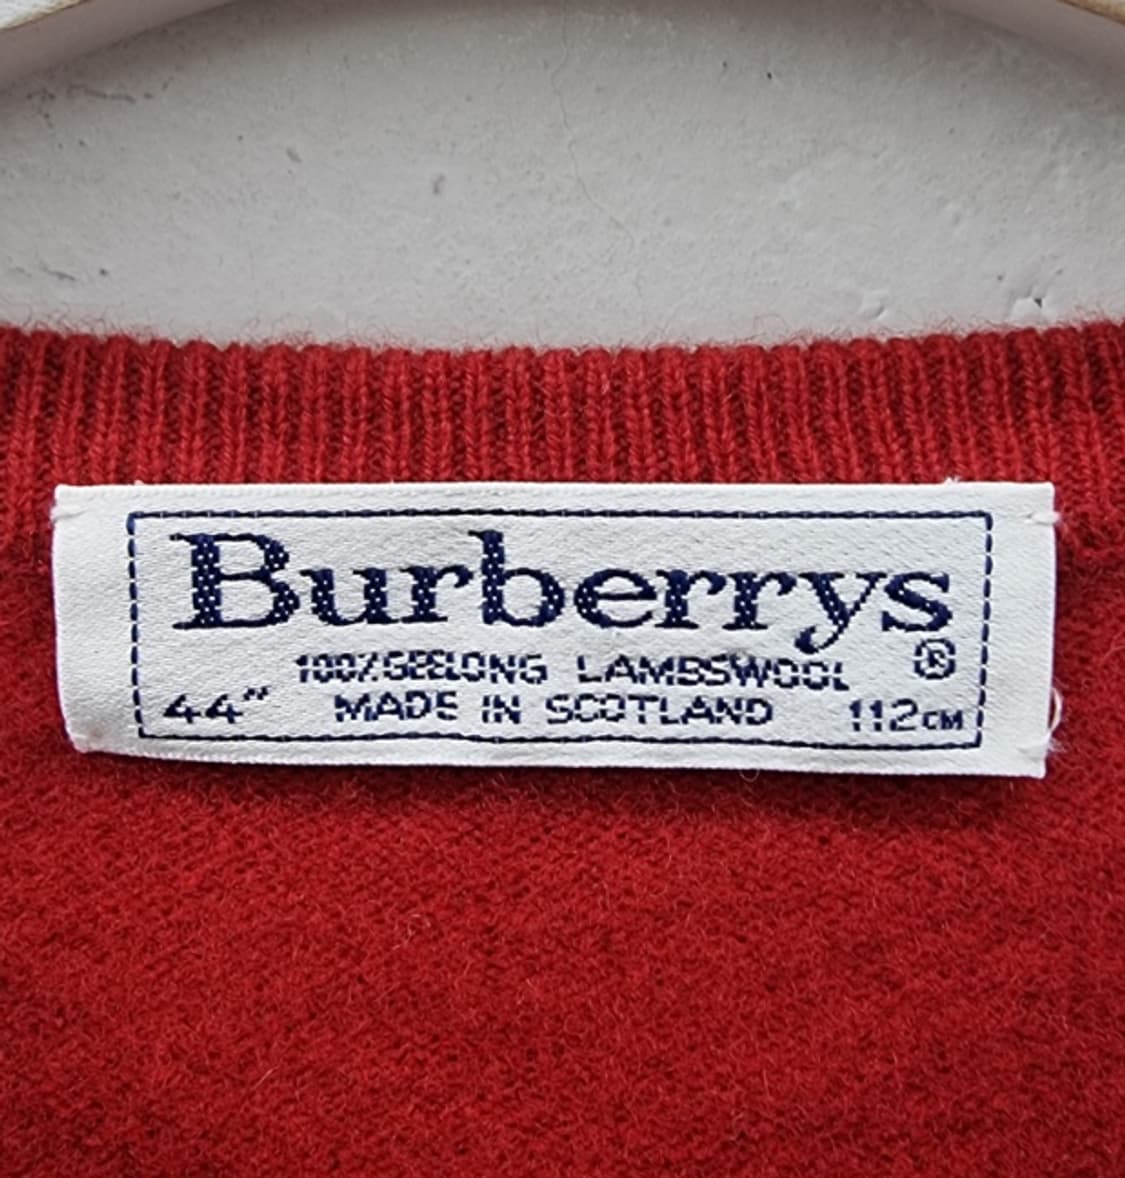 Burberrys
®
100%GEELONG LAMBSWOOL
44" MADE IN SCOTLAND 112CM